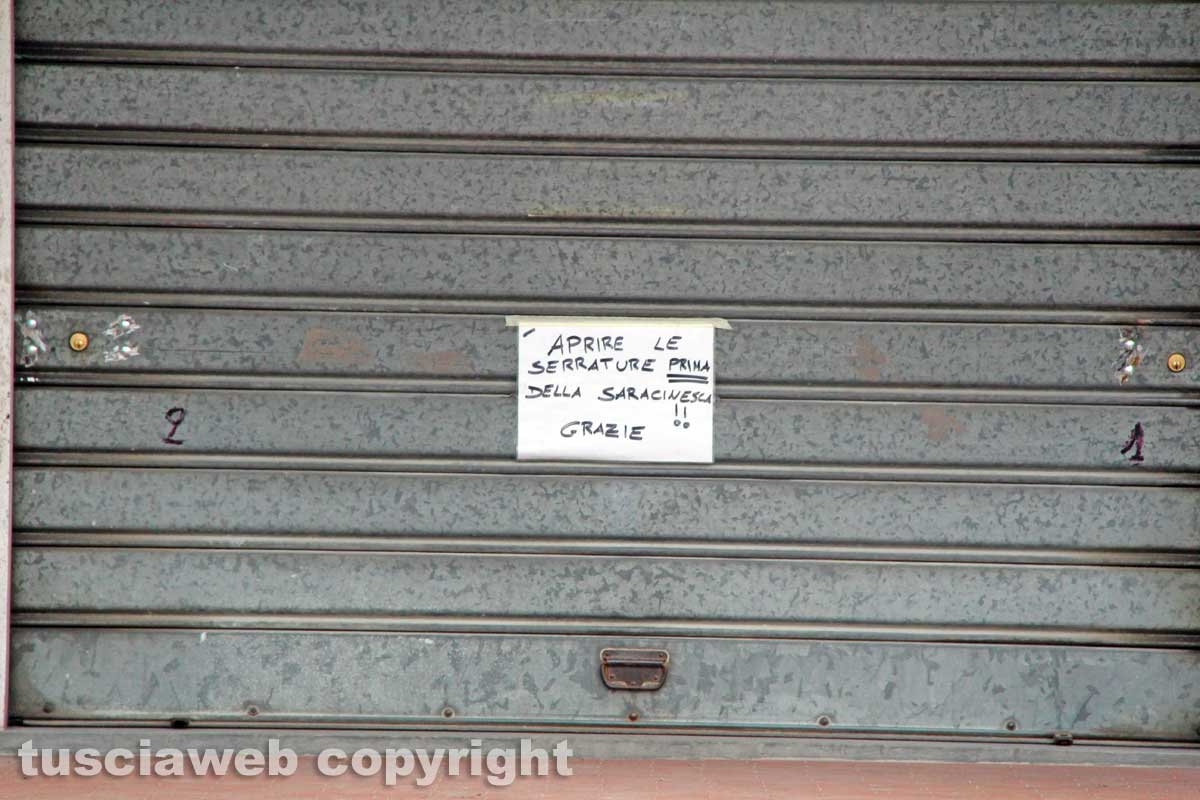 APRIRE LE
SERRATURE PRIMA
DELLA SARACINESCA
!!
GRAZIE
2
1
tusciaweb copyright